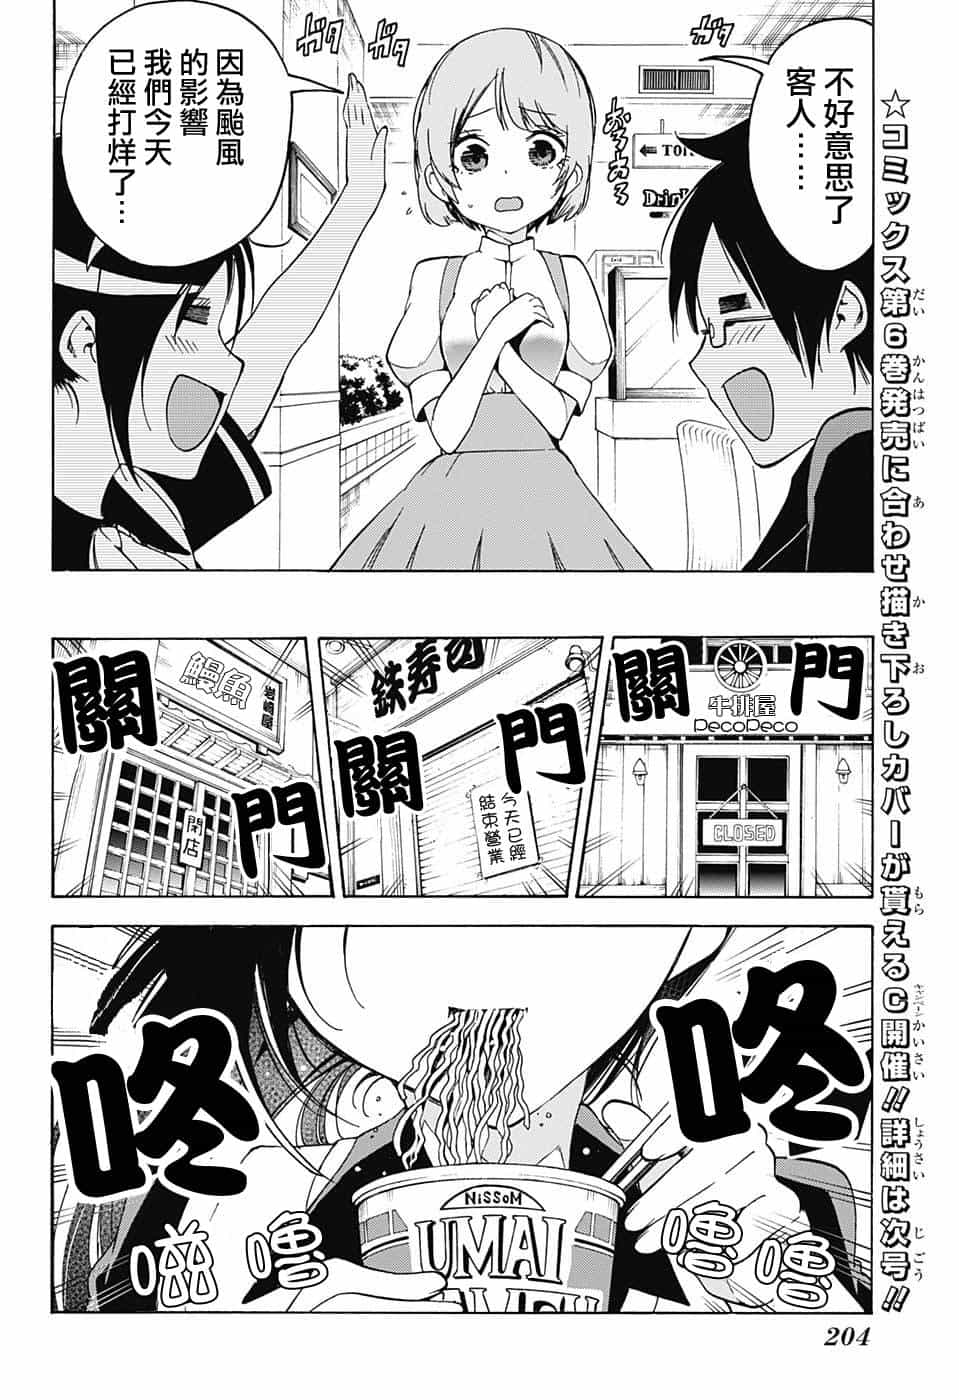 不好意思了
客人……
因為颱風
的影響
我們今天
已經打烊了…
ガタ
ガタ
おろおろ
TOI
Drink
☆コミックス第6巻発売に合わせ描き下ろしカバーが貰えるC開催!!詳細は次号!!
關門
牛排屋
PecoPeco
CLOSED
關門
鉄寿司
今天已經
結束營業
關門
鰻魚
岩崎屋
閉店
咚
咚
嚕嚕
嚕
嗞
NiSSoM
UMAI
204